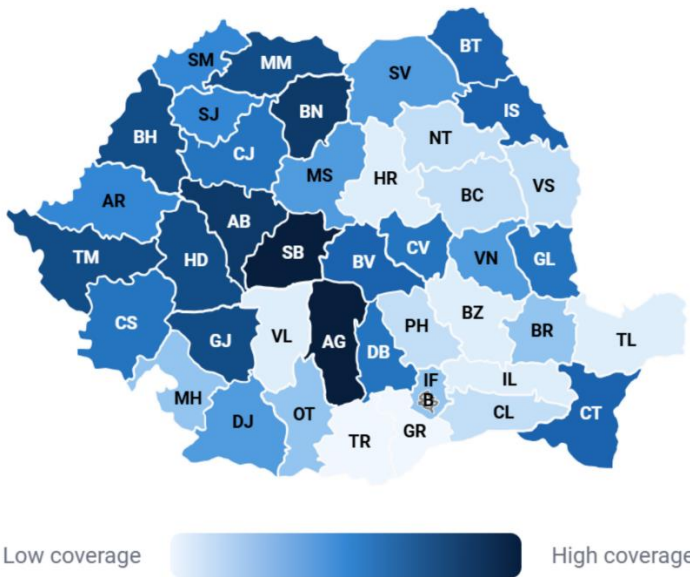 BT
SM
MM
SV
IS
SJ
BN
BH
NT
CJ
MS
HR
VS
BC
AR
AB
CV
SB
TM
HD
BV
VN
GL
BZ
CS
PH
BR
VL
AG
TL
GJ
DB
IF
IL
MH
B
OT
CL
CT
DJ
GR
TR
Low coverage High coverage